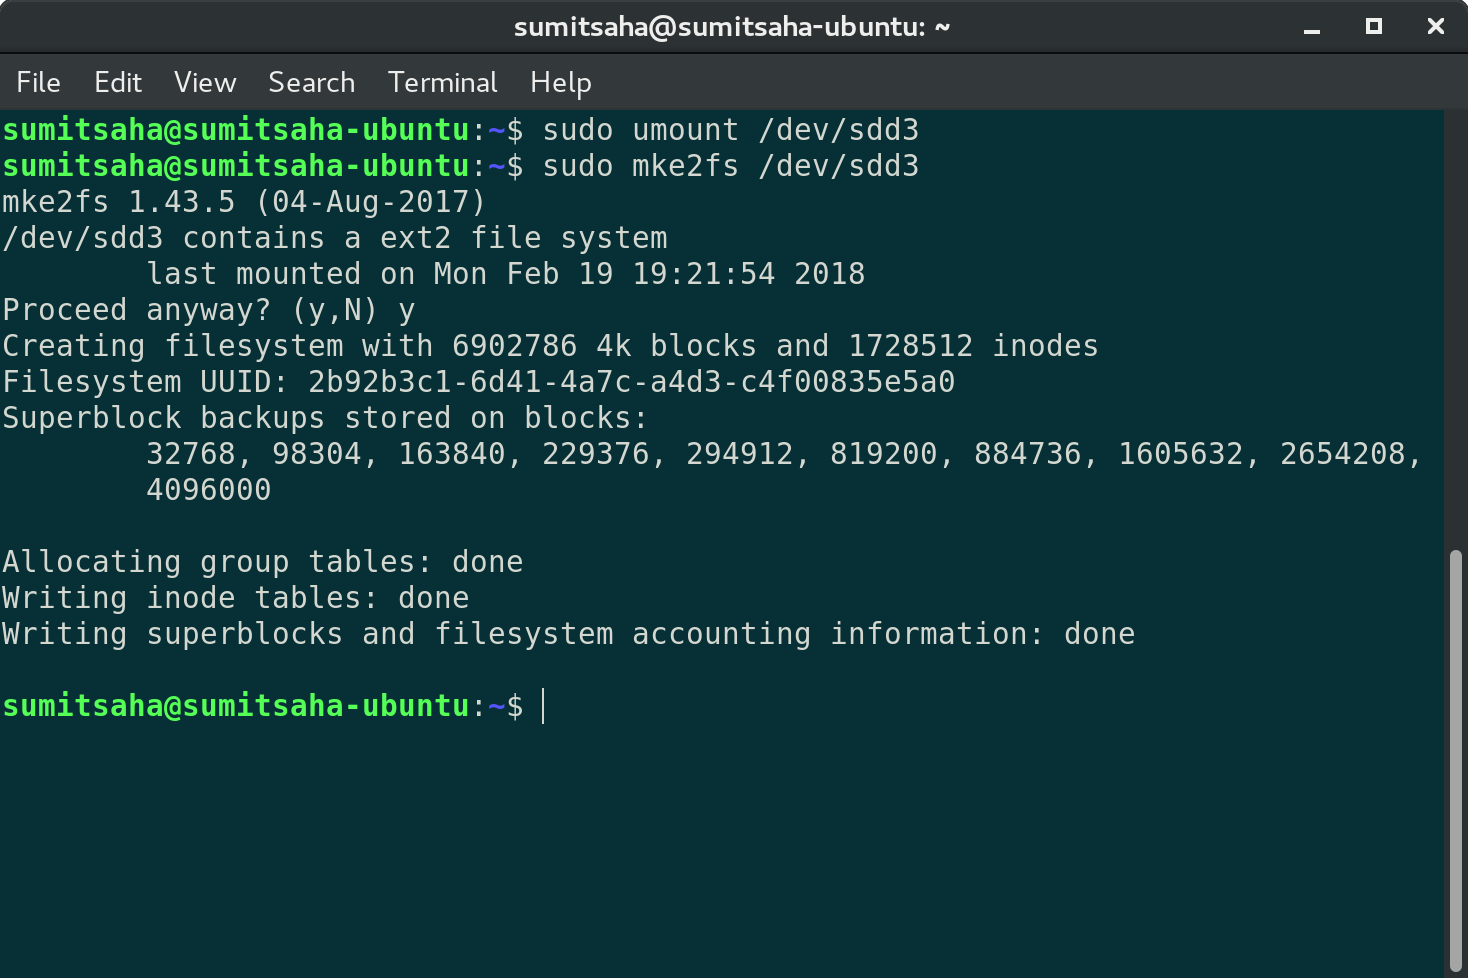 sumitsaha@sumitsaha-ubuntu: ~
File Edit View Search Terminal Help
sumitsaha@sumitsaha-ubuntu:~$ sudo umount /dev/sdd3
sumitsaha@sumitsaha-ubuntu:~$ sudo mke2fs /dev/sdd3
mke2fs 1.43.5 (04-Aug-2017)
/dev/sdd3 contains a ext2 file system
        last mounted on Mon Feb 19 19:21:54 2018
Proceed anyway? (y,N) y
Creating filesystem with 6902786 4k blocks and 1728512 inodes
Filesystem UUID: 2b92b3c1-6d41-4a7c-a4d3-c4f00835e5a0
Superblock backups stored on blocks:
        32768, 98304, 163840, 229376, 294912, 819200, 884736, 1605632, 2654208,
        4096000
Allocating group tables: done
Writing inode tables: done
Writing superblocks and filesystem accounting information: done
sumitsaha@sumitsaha-ubuntu:~$